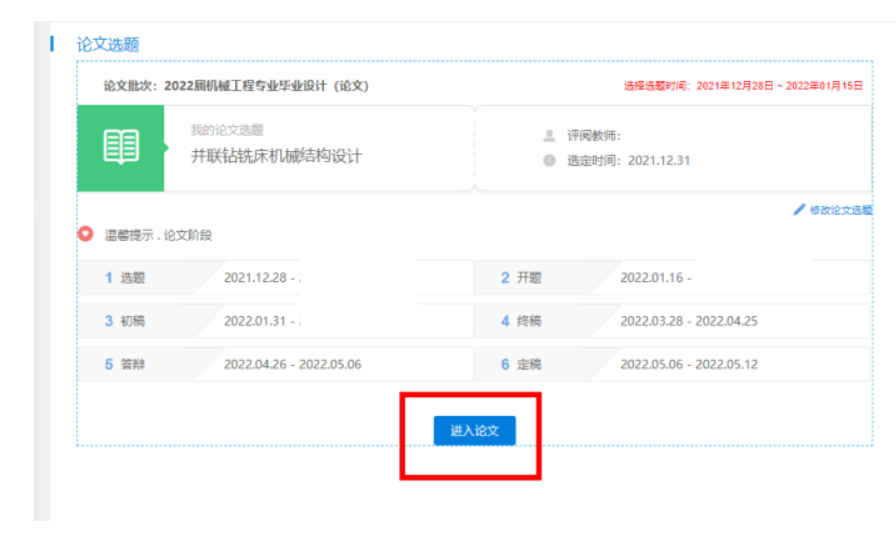 论文选题
论文批次：2022届机械工程专业毕业设计（论文）
选择选题时间：2021年12月28日 ~ 2022年01月15日
我的论文选题
并联钻铣床机械结构设计
评阅教师：
选定时间：2021.12.31
修改论文选题
温馨提示 . 论文阶段
1 选题 2021.12.28 -
2 开题 2022.01.16 -
3 初稿 2022.01.31 -
4 终稿 2022.03.28 - 2022.04.25
5 答辩 2022.04.26 - 2022.05.06
6 定稿 2022.05.06 - 2022.05.12
进入论文